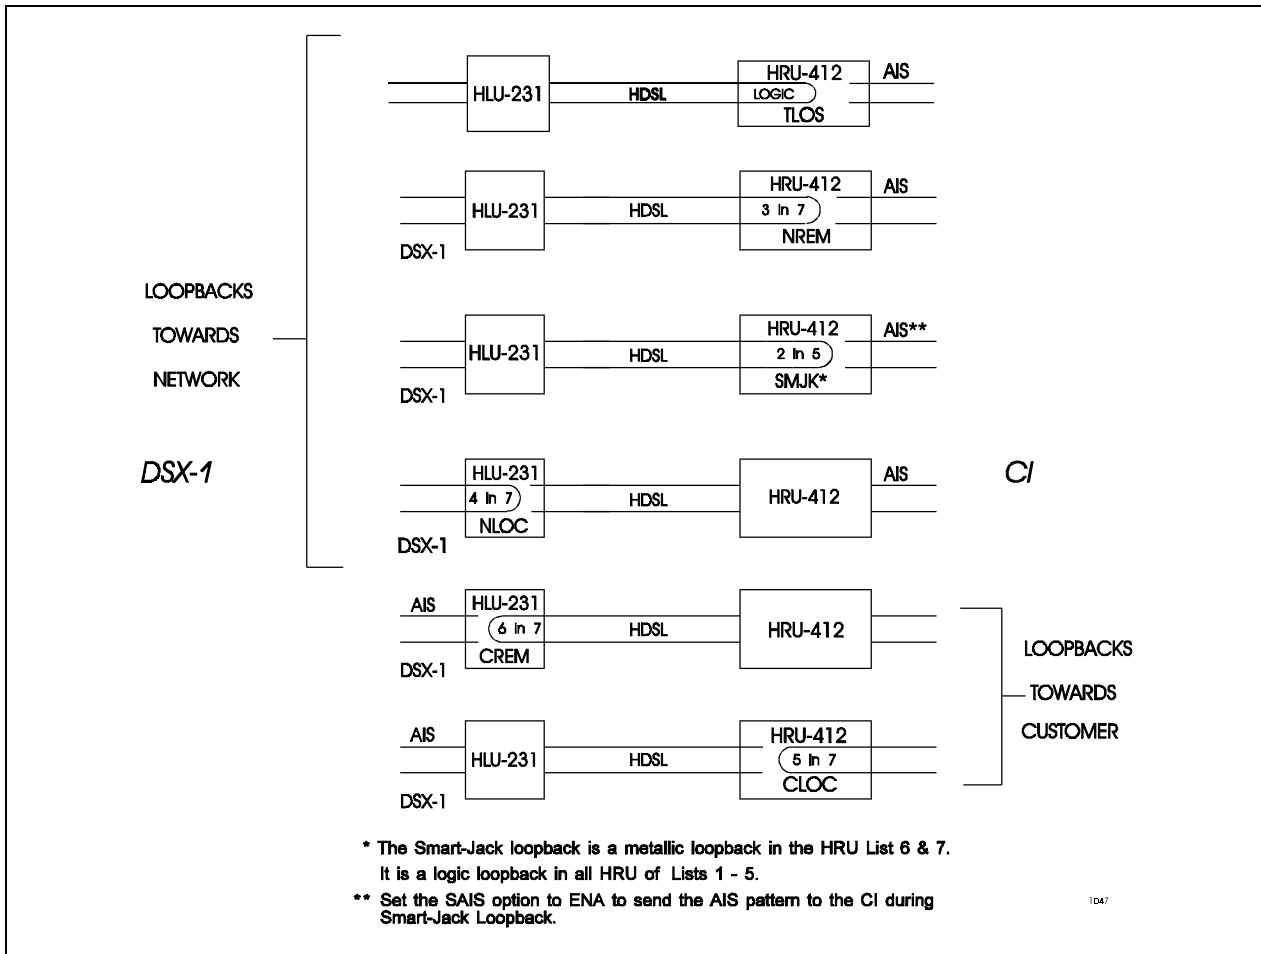 HLU-231
HDSL
HRU-412
LOGIC
TLOS
AIS
HLU-231
DSX-1
HDSL
HRU-412
3 in 7
NREM
AIS
LOOPBACKS
TOWARDS
NETWORK
HLU-231
DSX-1
HDSL
HRU-412
2 in 5
SMJK*
AIS**
DSX-1
HLU-231
4 in 7
NLOC
DSX-1
HDSL
HRU-412
AIS
CI
AIS
HLU-231
6 in 7
CREM
DSX-1
HDSL
HRU-412
LOOPBACKS
TOWARDS
CUSTOMER
AIS
HLU-231
DSX-1
HDSL
HRU-412
5 in 7
CLOC
* The Smart-Jack loopback is a metallic loopback in the HRU List 6 & 7.
It is a logic loopback in all HRU of Lists 1 - 5.
** Set the SAIS option to ENA to send the AIS pattern to the CI during
Smart-Jack Loopback.
1D47